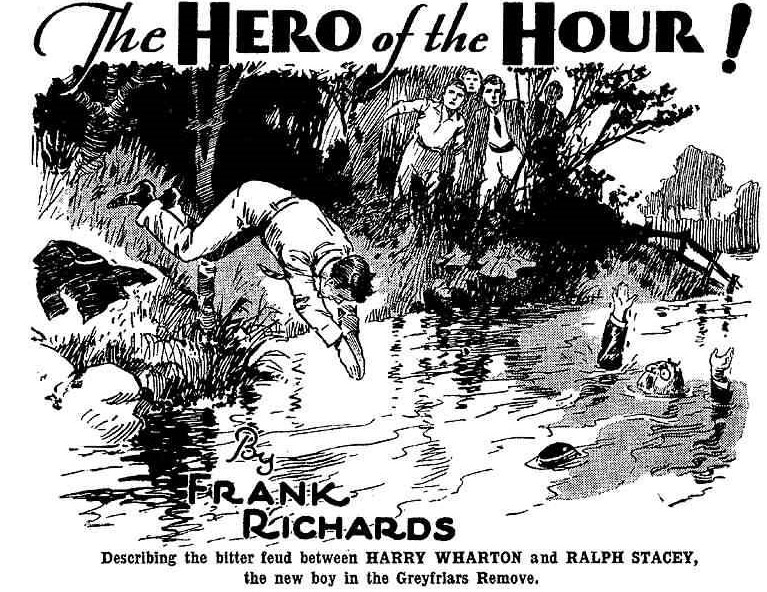 The HERO of the HOUR!
By
FRANK
RICHARDS
Describing the bitter feud between HARRY WHARTON and RALPH STACEY,
the new boy in the Greyfriars Remove.